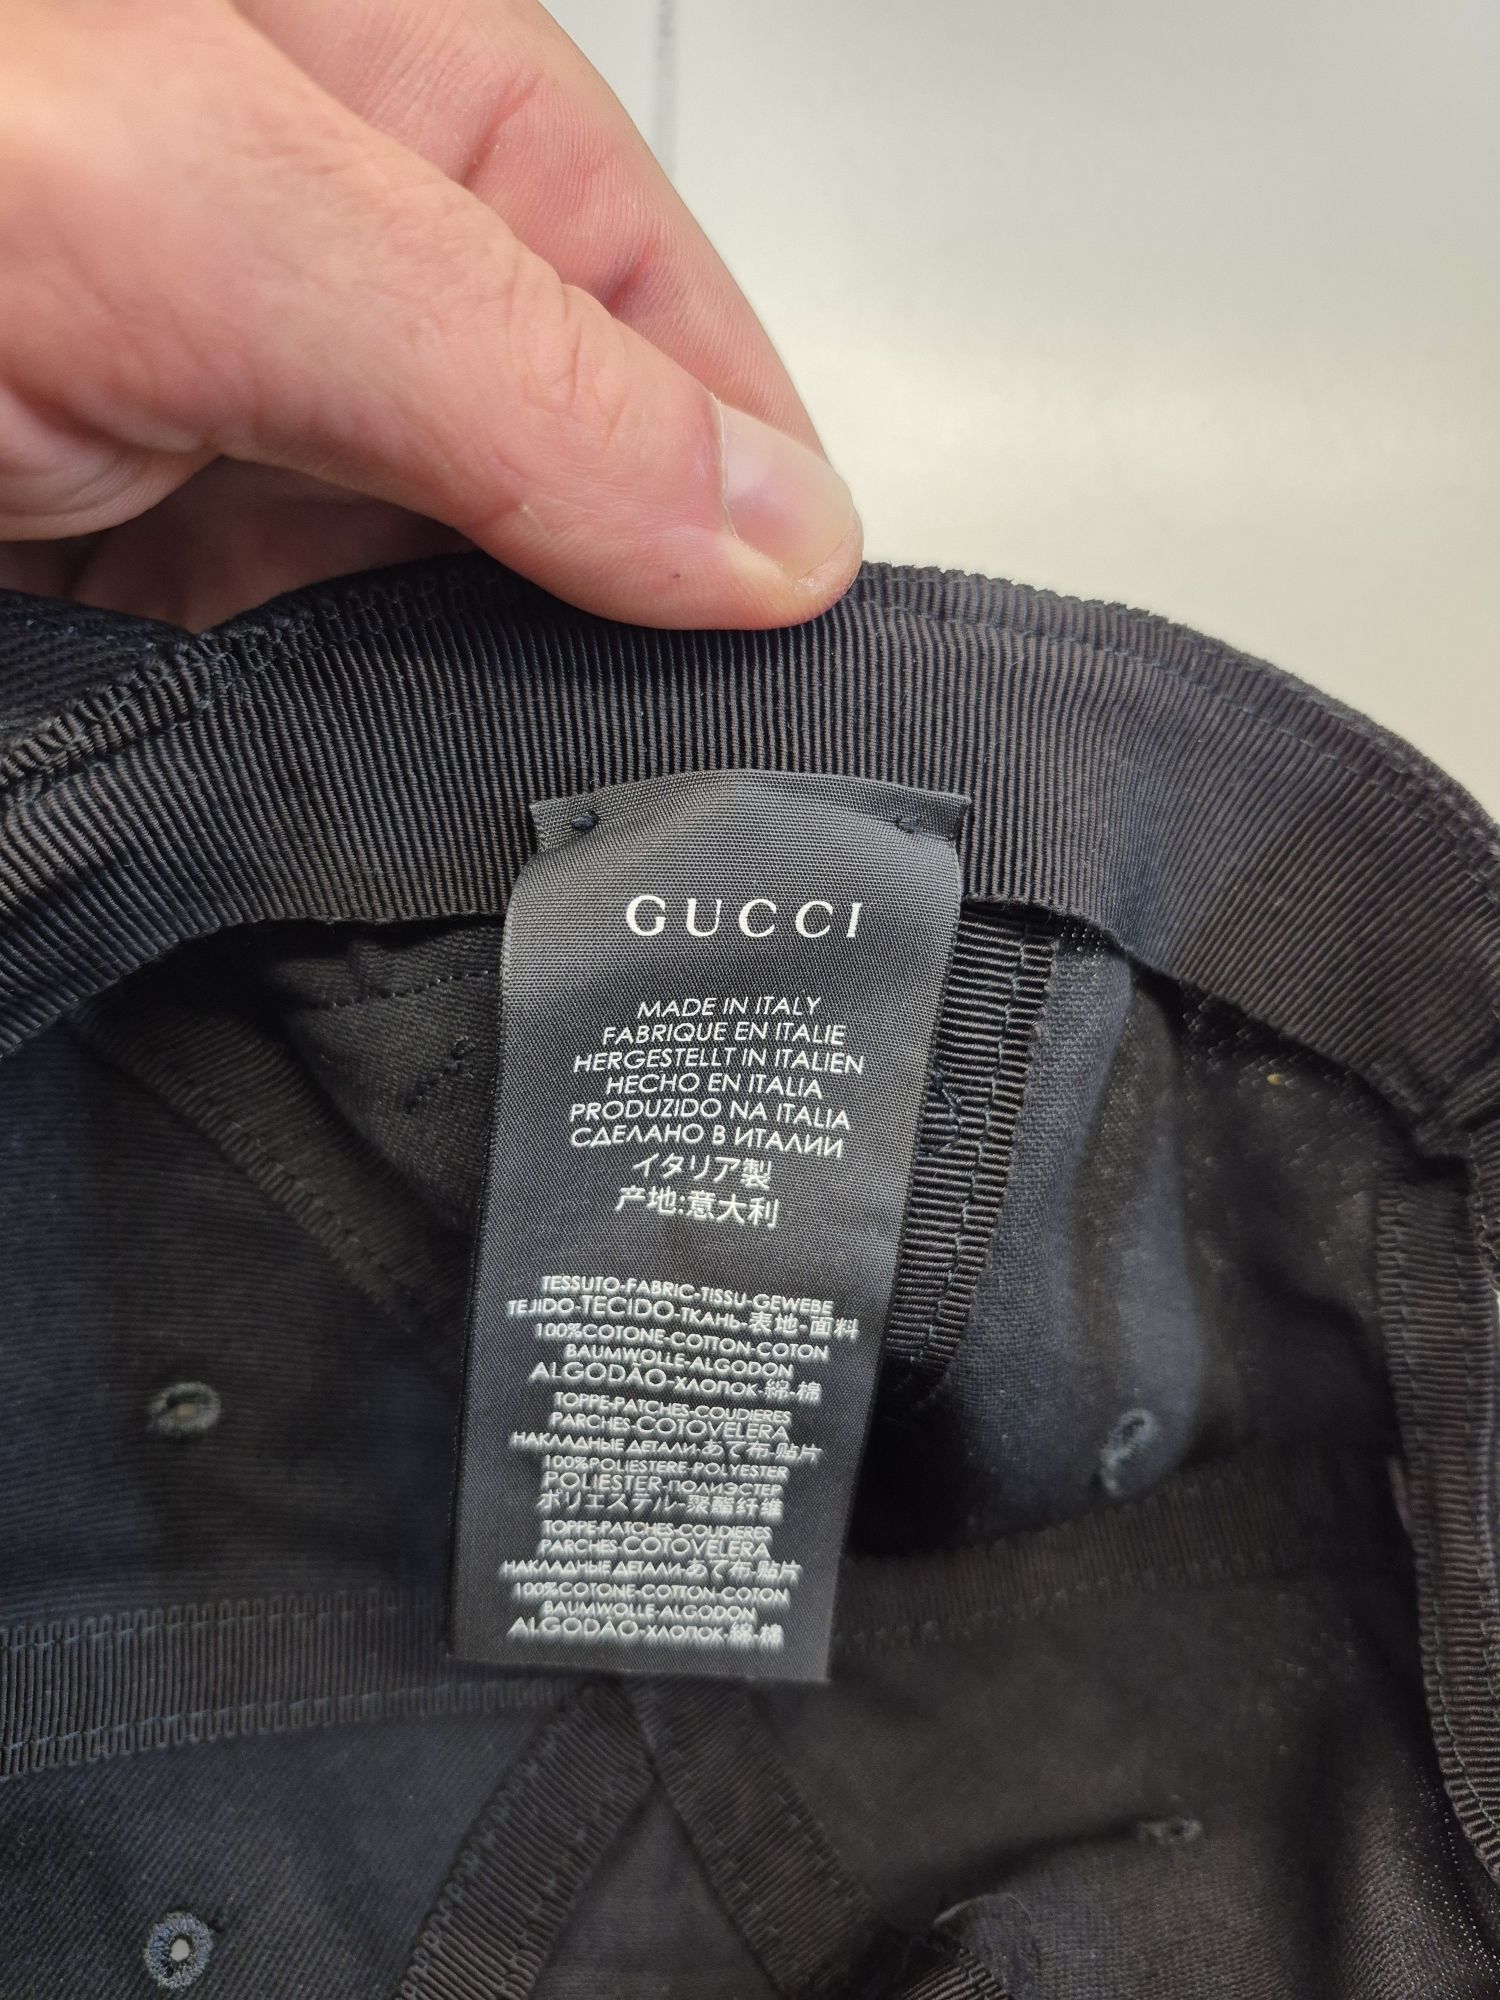 GUCCI
MADE IN ITALY
FABRIQUE EN ITALIE
HERGESTELLT IN ITALIEN
HECHO EN ITALIA
PRODUZIDO NA ITALIA
СДЕЛАНО В ИТАЛИИ
イタリア製
产地:意大利
TESSUTO-FABRIC-TISSU-GEWEBE
TEJIDO-TECIDO-ТКАНЬ-表地-面料
100%COTONE-COTTON-COTON
BAUMWOLLE-ALGODON
ALGODÃO-ХЛОПОК-綿-棉
TOPPE-PATCHES-COUDIERES
PARCHES-COTOVELERA
НАКЛАДНЫЕ ДЕТАЛИ-あて布-贴片
100%POLIESTERE-POLYESTER
POLIESTER-ПОЛИЭСТЕР
ポリエステル-聚酯纤维
TOPPE-PATCHES-COUDIERES
PARCHES-COTOVELERA
НАКЛАДНЫЕ ДЕТАЛИ-あて布-贴片
100%COTONE-COTTON-COTON
BAUMWOLLE-ALGODON
ALGODÃO-ХЛОПОК-綿-棉